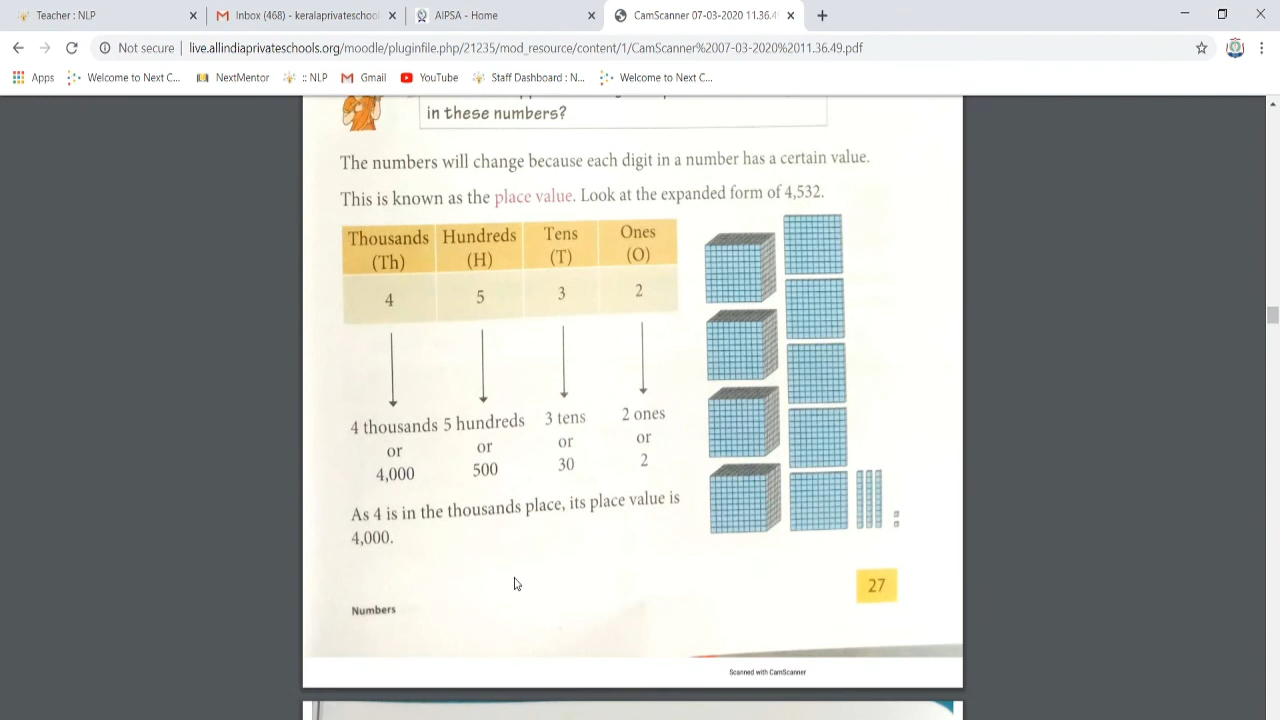 Teacher : NLP
Inbox (468) - keralaprivateschool
AIPSA - Home
CamScanner 07-03-2020 11.36.4
Not secure | live.allindiaprivateschools.org/moodle/pluginfile.php/21235/mod_resource/content/1/CamScanner%2007-03-2020%2011.36.49.pdf
Apps
Welcome to Next C...
NextMentor
:: NLP
Gmail
YouTube
Staff Dashboard : N...
Welcome to Next C...
in these numbers?
The numbers will change because each digit in a number has a certain value.
This is known as the place value. Look at the expanded form of 4,532.
Thousands Hundreds Tens Ones
(Th) (H) (T) (O)
4 5 3 2
4 thousands 5 hundreds 3 tens 2 ones
or or or or
4,000 500 30 2
As 4 is in the thousands place, its place value is
4,000.
27
Numbers
Scanned with CamScanner